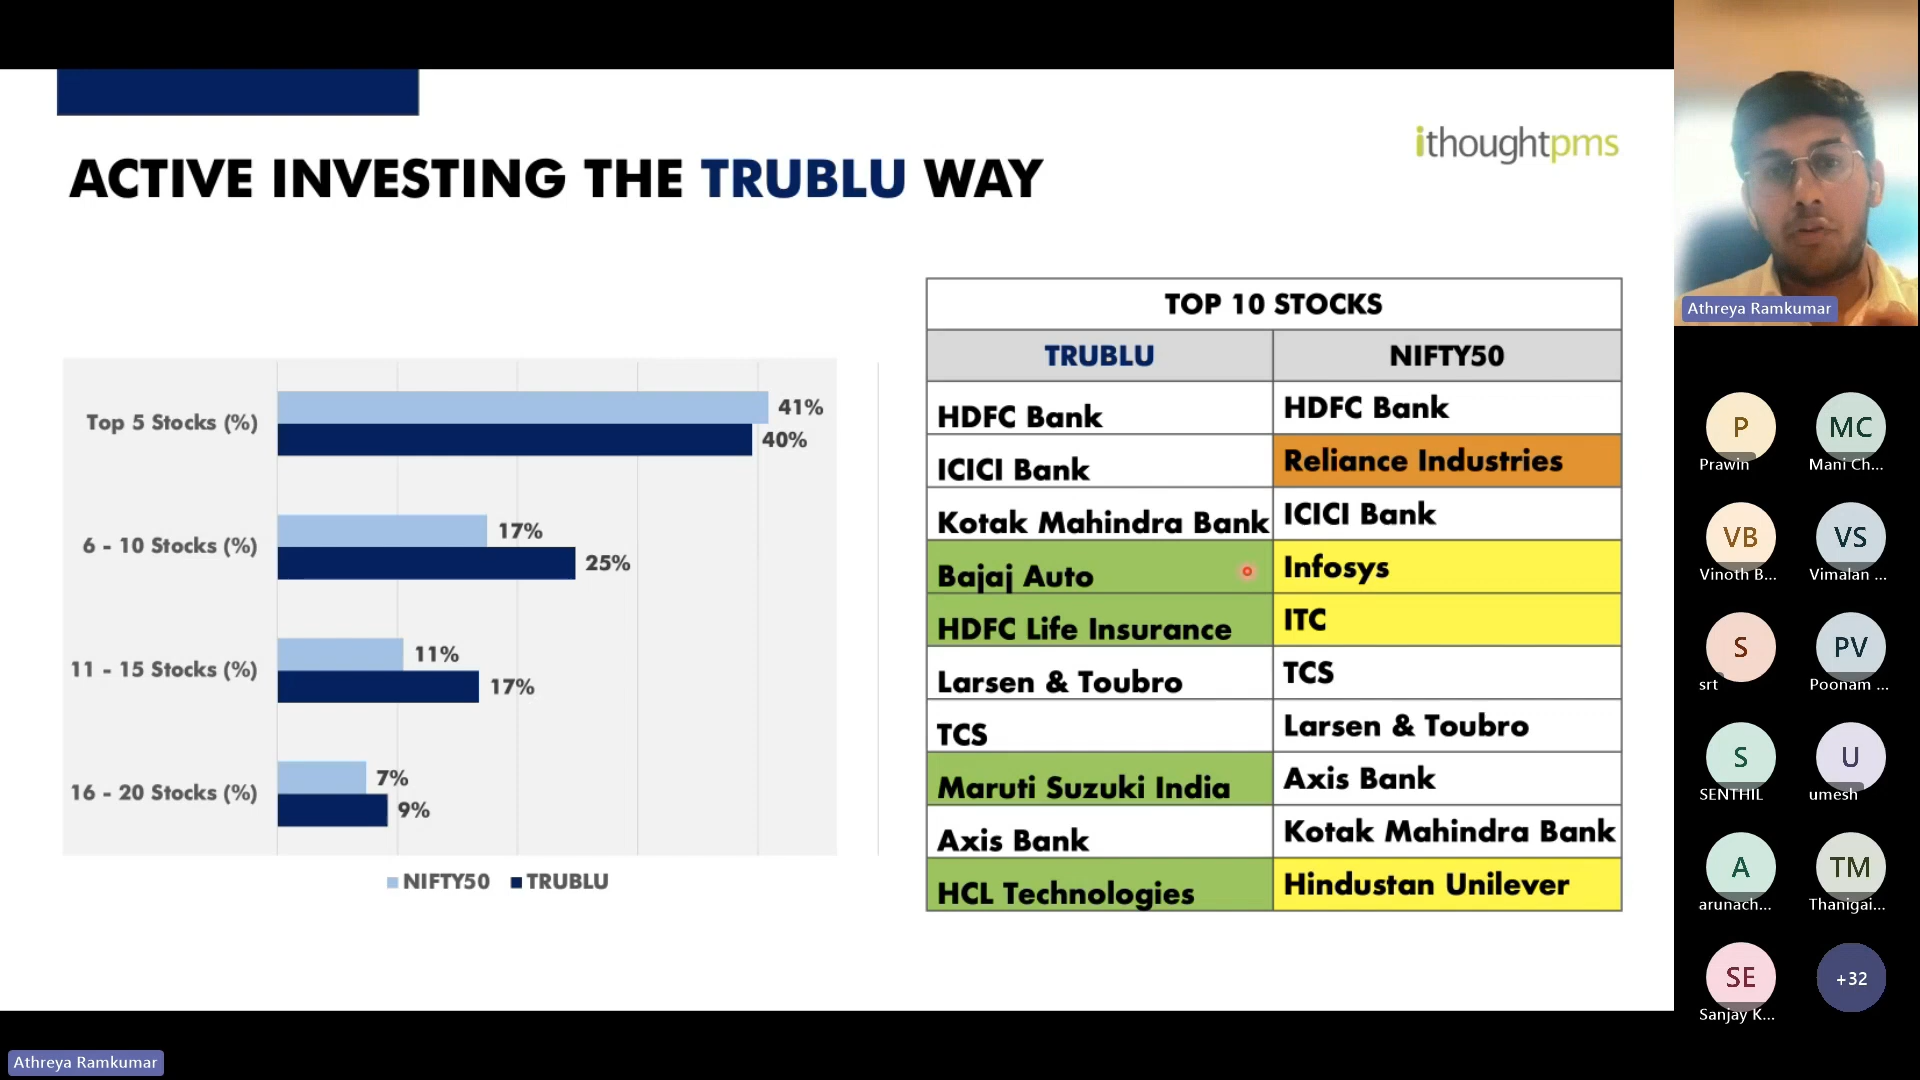 ithoughtpms
ACTIVE INVESTING THE TRUBLU WAY
Top 5 Stocks (%)
41%
40%
6 - 10 Stocks (%)
17%
25%
11 - 15 Stocks (%)
11%
17%
16 - 20 Stocks (%)
7%
9%
NIFTY50 TRUBLU
TOP 10 STOCKS
TRUBLU NIFTY50
HDFC Bank HDFC Bank
ICICI Bank Reliance Industries
Kotak Mahindra Bank ICICI Bank
Bajaj Auto Infosys
HDFC Life Insurance ITC
Larsen & Toubro TCS
TCS Larsen & Toubro
Maruti Suzuki India Axis Bank
Axis Bank Kotak Mahindra Bank
HCL Technologies Hindustan Unilever
Athreya Ramkumar
P MC
Prawin Mani Ch...
VB VS
Vinoth B... Vimalan ...
S PV
srt Poonam ...
S U
SENTHIL umesh
A TM
arunach... Thanigai...
SE +32
Sanjay K...
Athreya Ramkumar